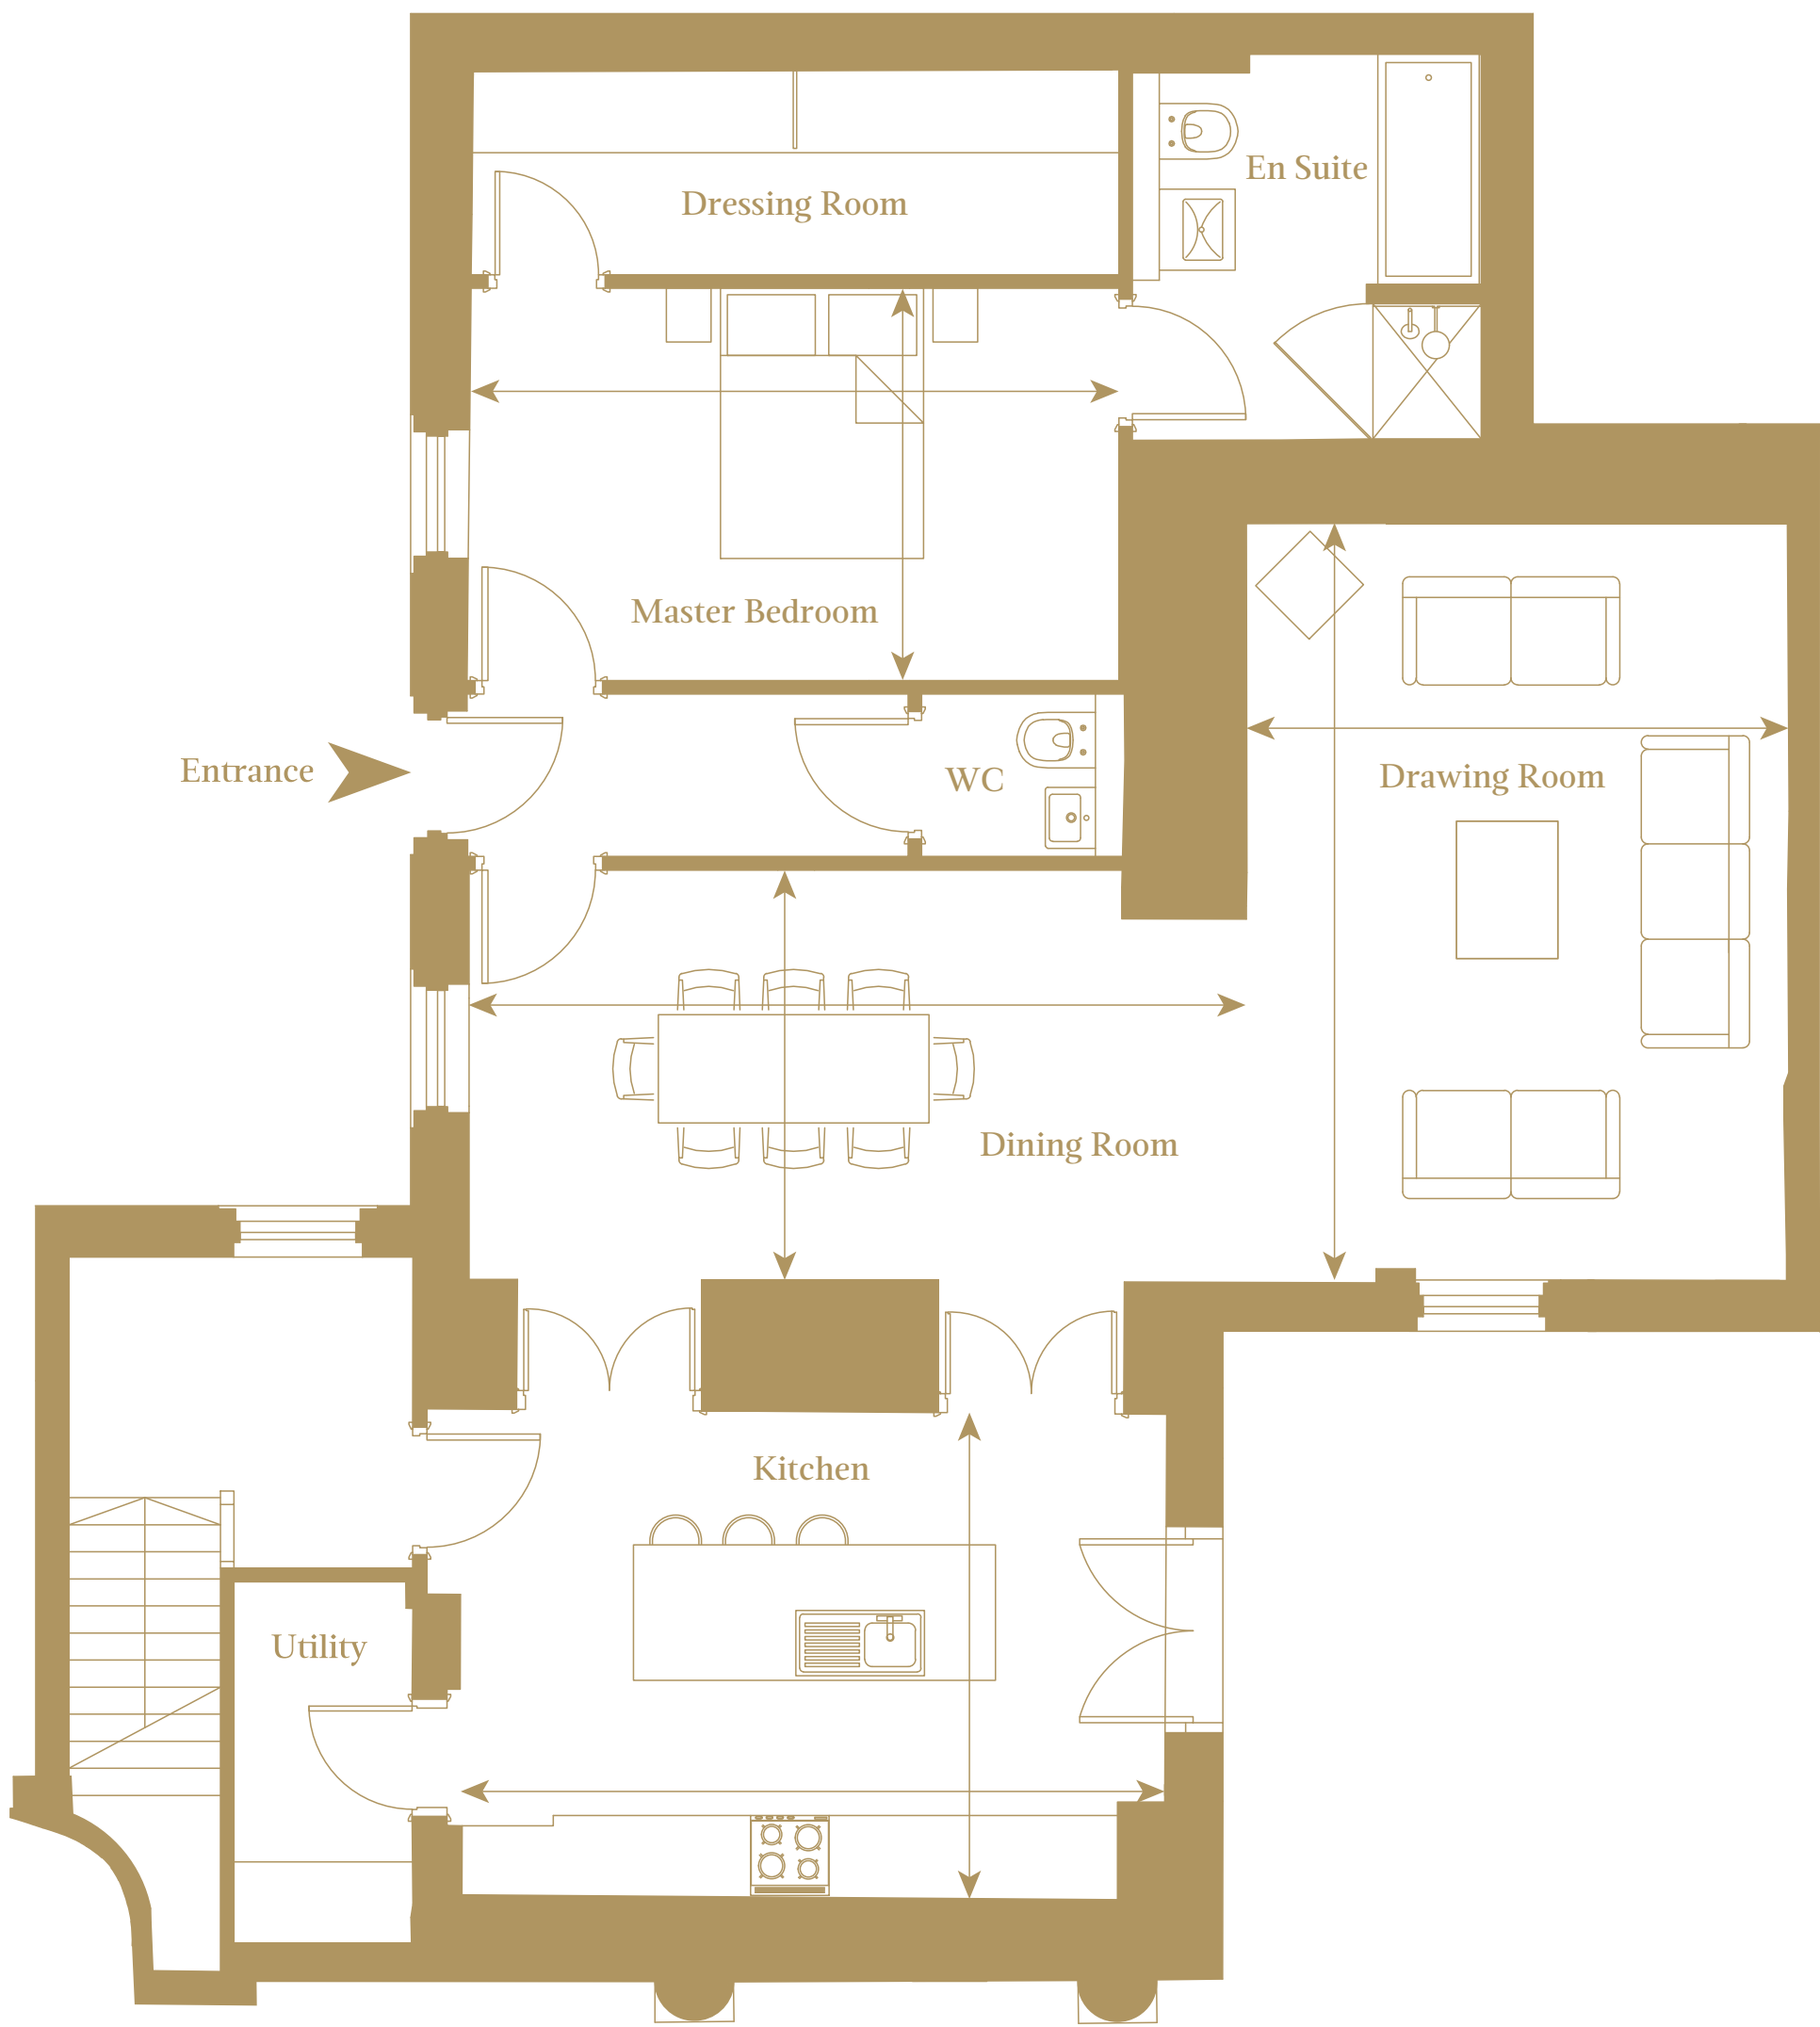 En Suite
Dressing Room
Master Bedroom
Entrance
WC
Drawing Room
Dining Room
Kitchen
Utility